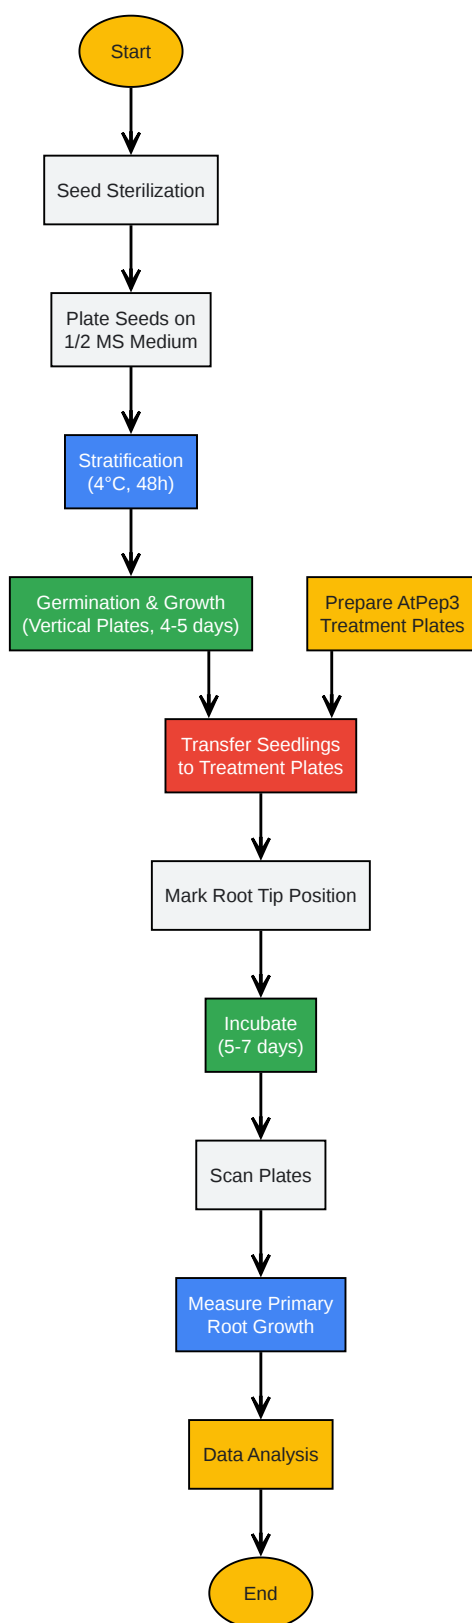 Start
Seed Sterilization
Plate Seeds on
1/2 MS Medium
Stratification
(4°C, 48h)
Germination & Growth
(Vertical Plates, 4-5 days)
Prepare AtPep3
Treatment Plates
Transfer Seedlings
to Treatment Plates
Mark Root Tip Position
Incubate
(5-7 days)
Scan Plates
Measure Primary
Root Growth
Data Analysis
End